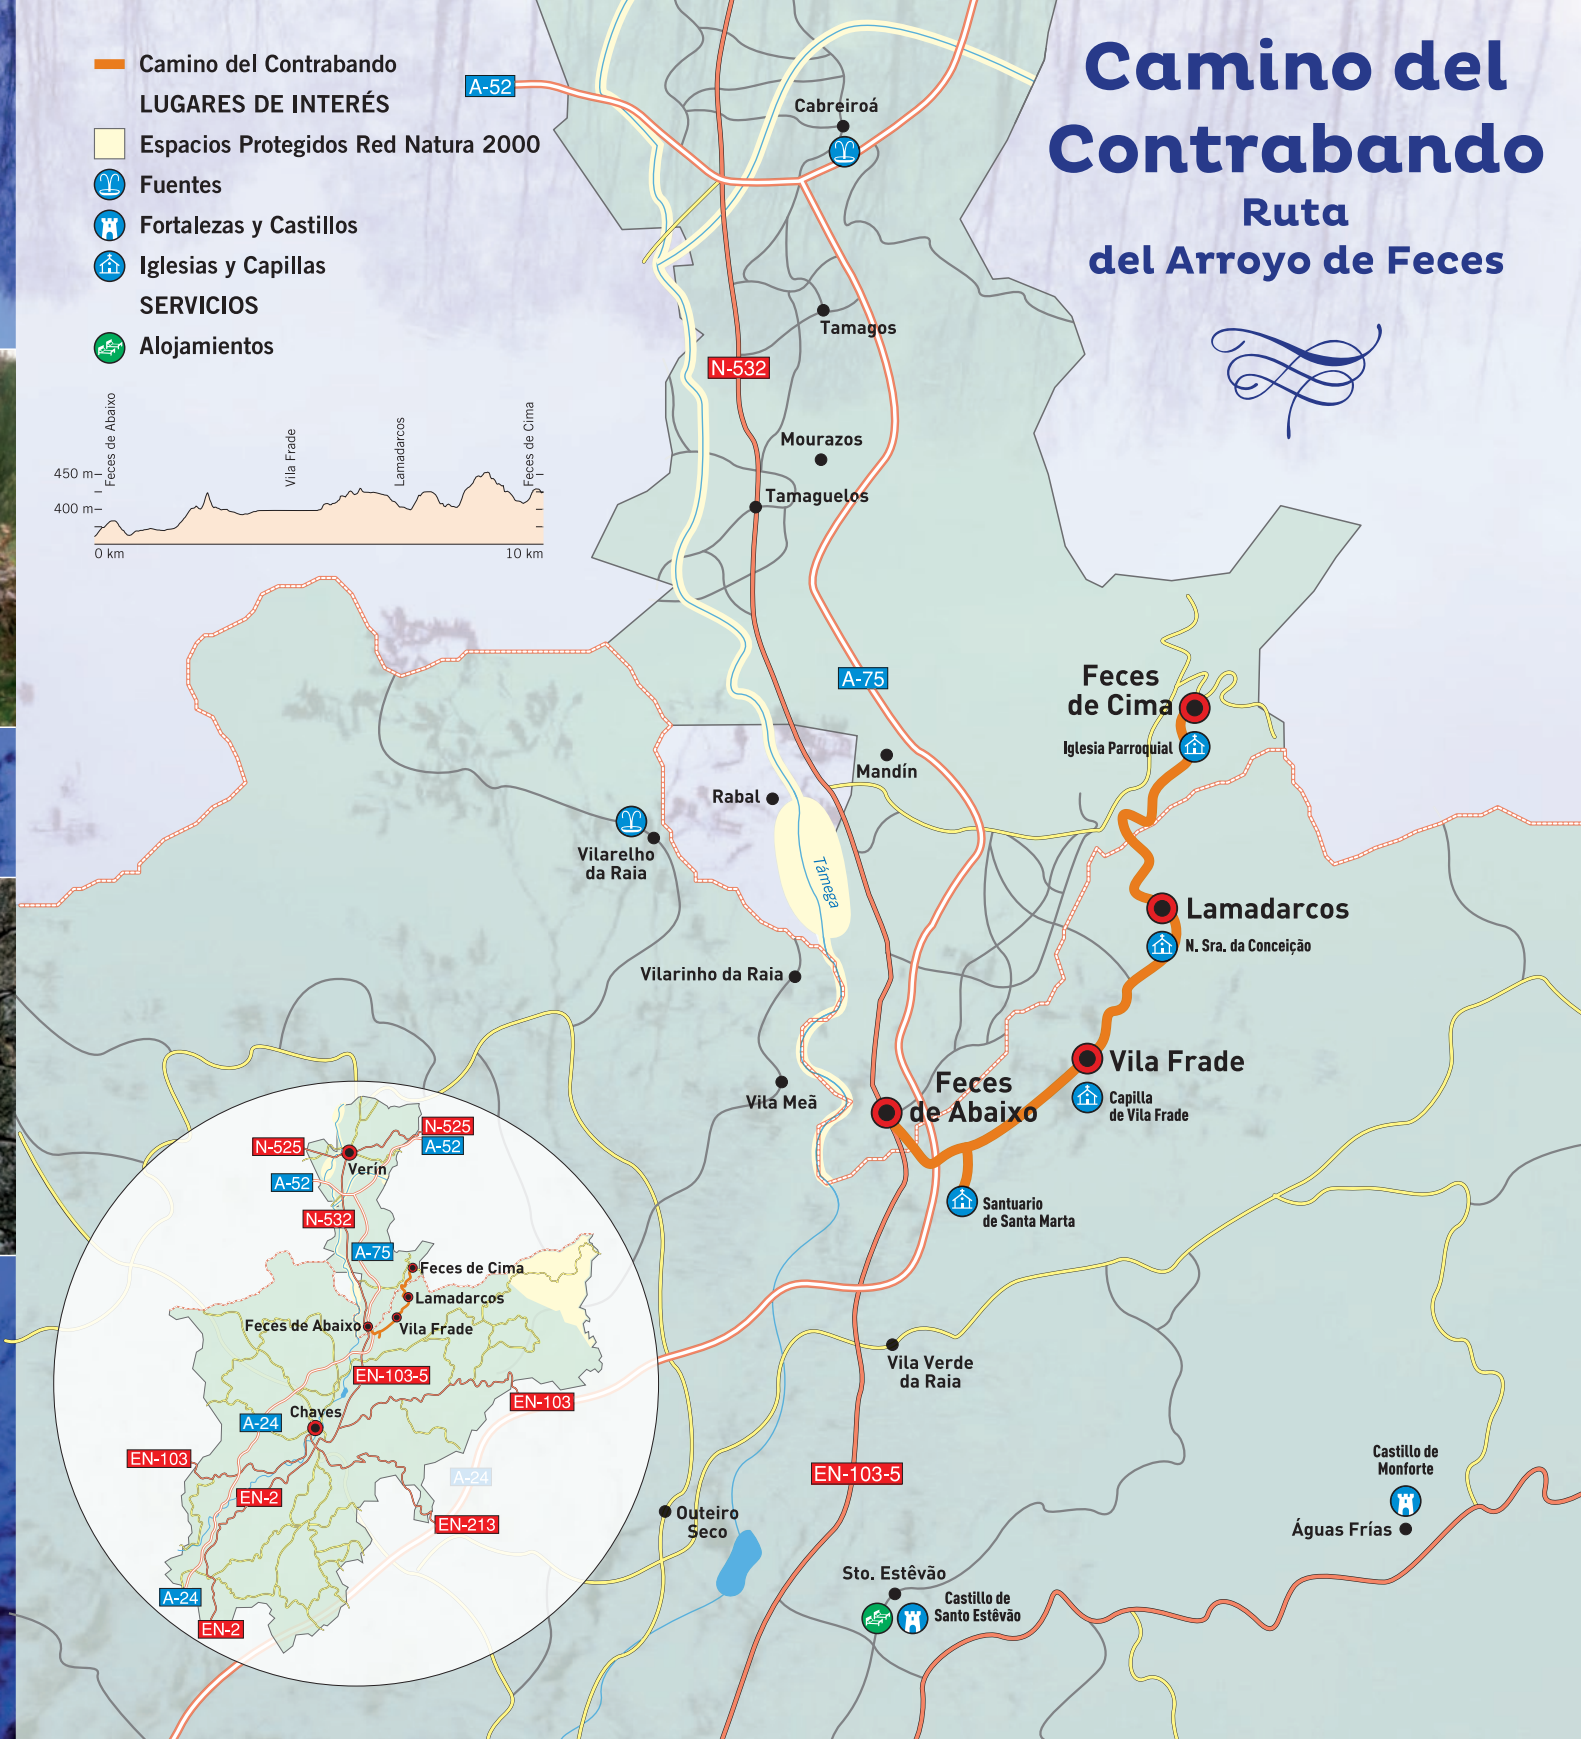 Camino del
Contrabando
Ruta
del Arroyo de Feces
Camino del Contrabando
LUGARES DE INTERÉS
Espacios Protegidos Red Natura 2000
Fuentes
Fortalezas y Castillos
Iglesias y Capillas
SERVICIOS
Alojamientos
Feces de Abaixo
Vila Frade
Lamadarcos
Feces de Cima
450 m
400 m
0 km
10 km
A-52
Cabreiroá
Tamagos
N-532
Mourazos
Tamaguelos
A-75
Feces
de Cima
Iglesia Parroquial
Mandín
Rabal
Vilarelho
da Raia
Támega
Lamadarcos
N. Sra. da Conceição
Vilarinho da Raia
Vila Frade
Capilla
de Vila Frade
Vila Meã
Feces
de Abaixo
Santuario
de Santa Marta
Vila Verde
da Raia
EN-103-5
Outeiro
Seco
Castillo de
Monforte
Águas Frías
Sto. Estêvão
Castillo de
Santo Estêvão
N-525
A-52
N-525
Verín
A-52
N-532
A-75
Feces de Cima
Lamadarcos
Feces de Abaixo
Vila Frade
EN-103-5
EN-103
Chaves
A-24
EN-103
A-24
EN-2
EN-213
A-24
EN-2